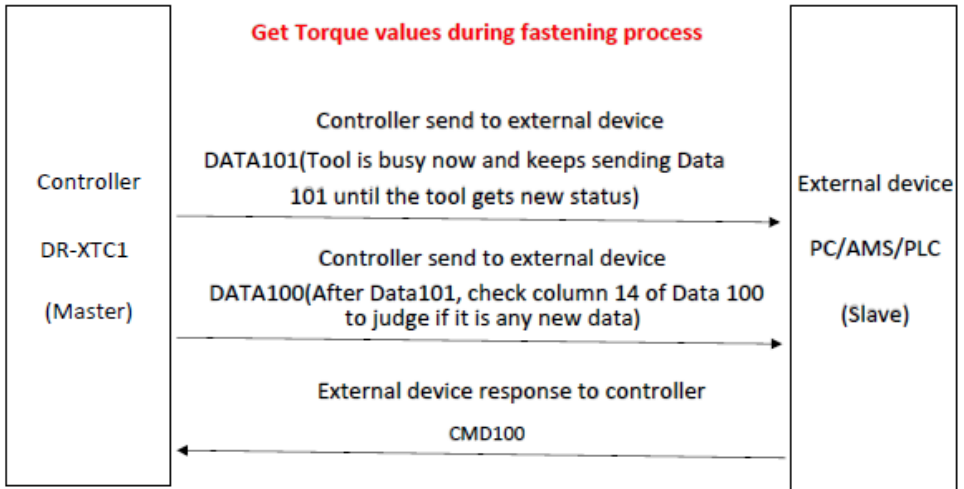 Get Torque values during fastening process
Controller send to external device
DATA101(Tool is busy now and keeps sending Data
101 until the tool gets new status)
Controller
DR-XTC1
(Master)
External device
PC/AMS/PLC
(Slave)
Controller send to external device
DATA100(After Data101, check column 14 of Data 100
to judge if it is any new data)
External device response to controller
CMD100